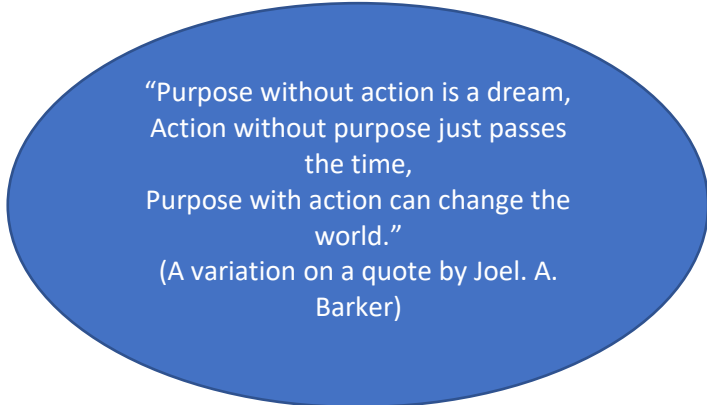 “Purpose without action is a dream,
Action without purpose just passes
the time,
Purpose with action can change the
world.”
(A variation on a quote by Joel. A.
Barker)